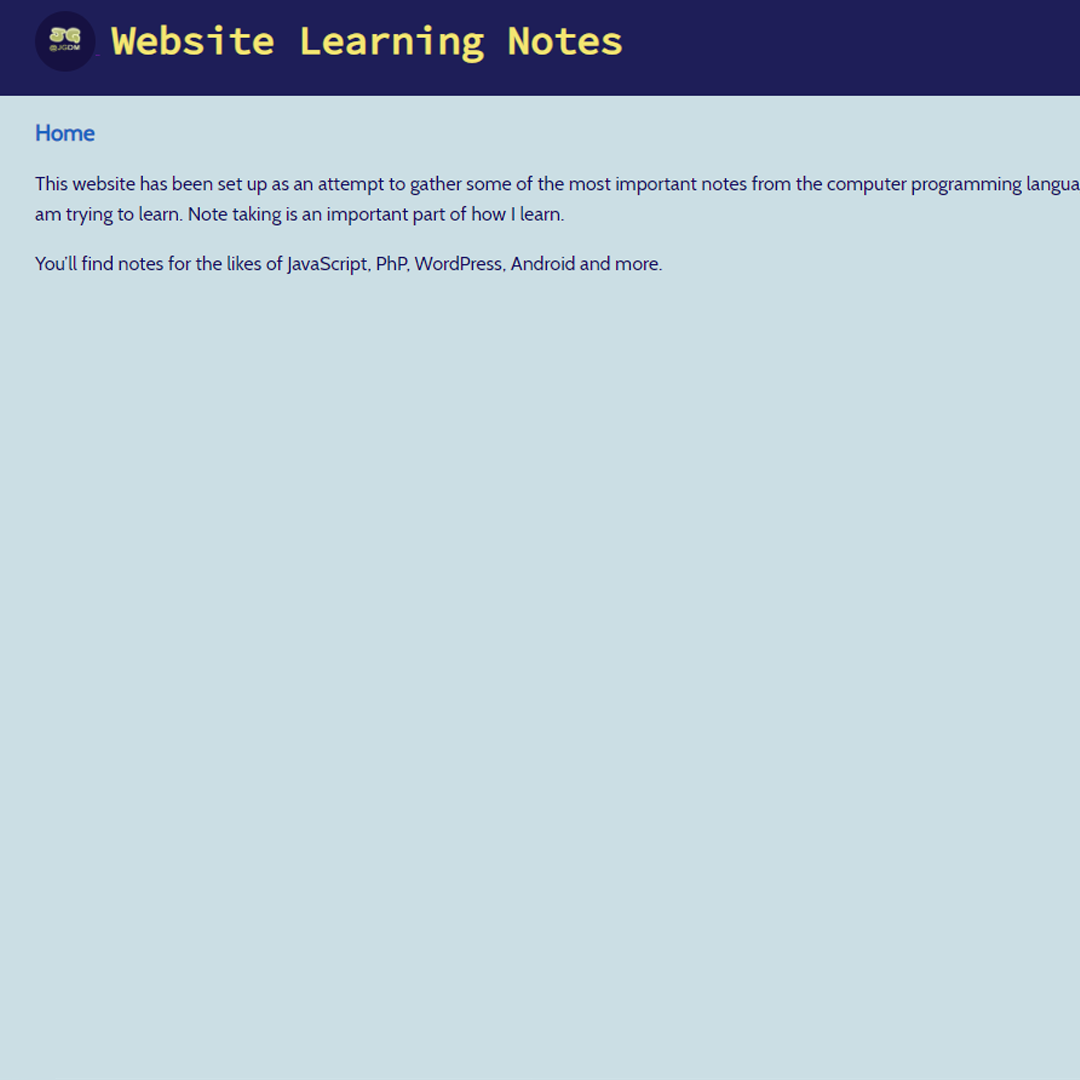 JG
@JGDM
Website Learning Notes
Home
This website has been set up as an attempt to gather some of the most important notes from the computer programming langua
am trying to learn. Note taking is an important part of how I learn.
You'll find notes for the likes of JavaScript, PhP, WordPress, Android and more.